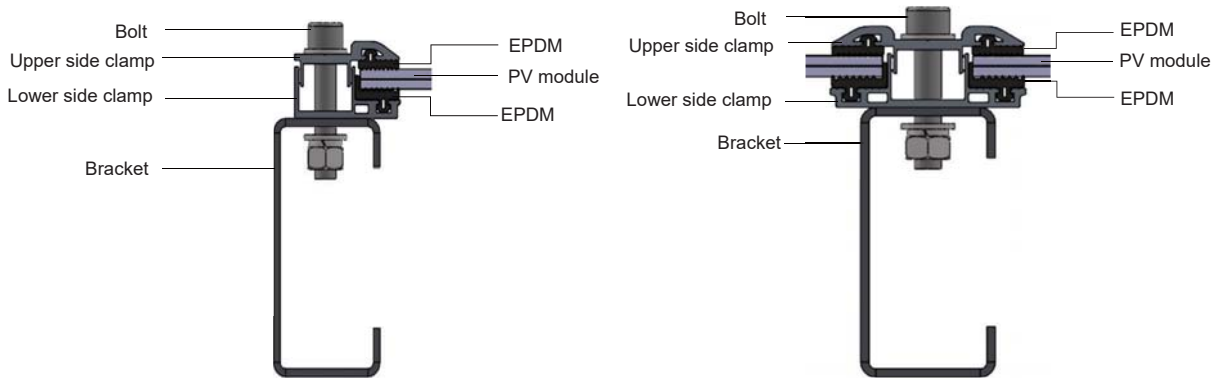 Bolt
Upper side clamp
Lower side clamp
Bracket
EPDM
PV module
EPDM
Bolt
Upper side clamp
Lower side clamp
Bracket
EPDM
PV module
EPDM